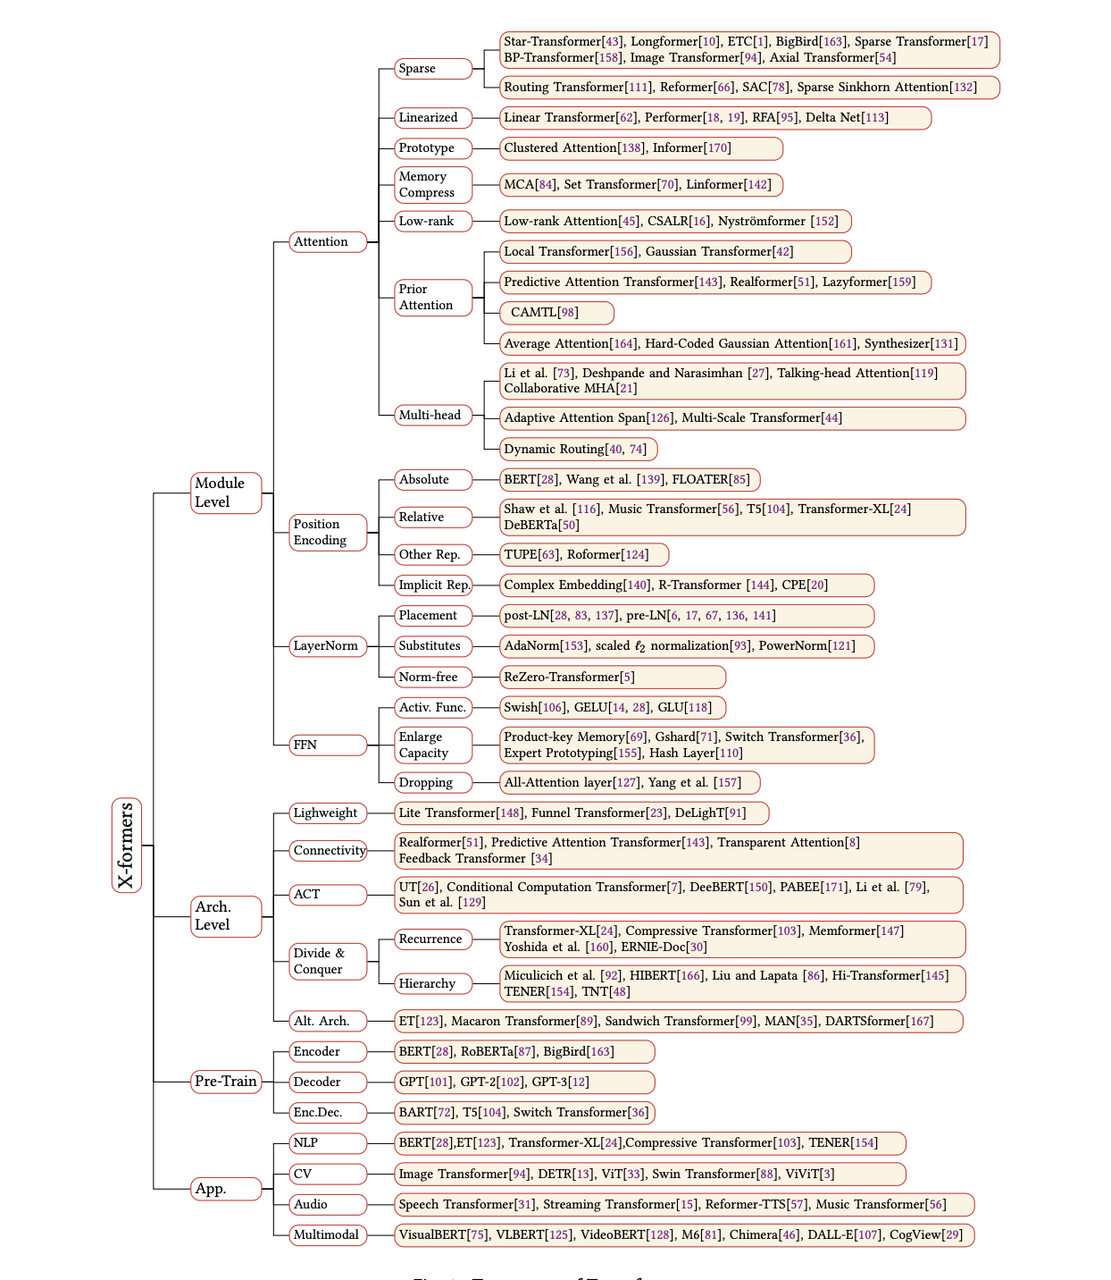 Star-Transformer[43], Longformer[10], ETC[1], BigBird[163], Sparse Transformer[17]
BP-Transformer[158], Image Transformer[94], Axial Transformer[54]
Sparse
Routing Transformer[111], Reformer[66], SAC[78], Sparse Sinkhorn Attention[132]
Linearized
Linear Transformer[62], Performer[18, 19], RFA[95], Delta Net[113]
Prototype
Clustered Attention[138], Informer[170]
Memory
Compress
MCA[84], Set Transformer[70], Linformer[142]
Low-rank
Low-rank Attention[45], CSALR[16], Nyströmformer [152]
Attention
Local Transformer[156], Gaussian Transformer[42]
Predictive Attention Transformer[143], Realformer[51], Lazyformer[159]
Prior
Attention
CAMTL[98]
Average Attention[164], Hard-Coded Gaussian Attention[161], Synthesizer[131]
Li et al. [73], Deshpande and Narasimhan [27], Talking-head Attention[119]
Collaborative MHA[21]
Multi-head
Adaptive Attention Span[126], Multi-Scale Transformer[44]
Dynamic Routing[40, 74]
Module
Level
Absolute
BERT[28], Wang et al. [139], FLOATER[85]
Position
Encoding
Relative
Shaw et al. [116], Music Transformer[56], T5[104], Transformer-XL[24]
DeBERTa[50]
Other Rep.
TUPE[63], Roformer[124]
Implicit Rep.
Complex Embedding[140], R-Transformer [144], CPE[20]
Placement
post-LN[28, 83, 137], pre-LN[6, 17, 67, 136, 141]
LayerNorm
Substitutes
AdaNorm[153], scaled ℓ2 normalization[93], PowerNorm[121]
Norm-free
ReZero-Transformer[5]
Activ. Func.
Swish[106], GELU[14, 28], GLU[118]
FFN
Enlarge
Capacity
Product-key Memory[69], Gshard[71], Switch Transformer[36],
Expert Prototyping[155], Hash Layer[110]
Dropping
All-Attention layer[127], Yang et al. [157]
X-formers
Lighweight
Lite Transformer[148], Funnel Transformer[23], DeLighT[91]
Connectivity
Realformer[51], Predictive Attention Transformer[143], Transparent Attention[8]
Feedback Transformer [34]
Arch.
Level
ACT
UT[26], Conditional Computation Transformer[7], DeeBERT[150], PABEE[171], Li et al. [79],
Sun et al. [129]
Divide &
Conquer
Recurrence
Transformer-XL[24], Compressive Transformer[103], Memformer[147]
Yoshida et al. [160], ERNIE-Doc[30]
Hierarchy
Miculicich et al. [92], HIBERT[166], Liu and Lapata [86], Hi-Transformer[145]
TENER[154], TNT[48]
Alt. Arch.
ET[123], Macaron Transformer[89], Sandwich Transformer[99], MAN[35], DARTSformer[167]
Pre-Train
Encoder
BERT[28], RoBERTa[87], BigBird[163]
Decoder
GPT[101], GPT-2[102], GPT-3[12]
Enc.Dec.
BART[72], T5[104], Switch Transformer[36]
App.
NLP
BERT[28],ET[123], Transformer-XL[24],Compressive Transformer[103], TENER[154]
CV
Image Transformer[94], DETR[13], ViT[33], Swin Transformer[88], ViViT[3]
Audio
Speech Transformer[31], Streaming Transformer[15], Reformer-TTS[57], Music Transformer[56]
Multimodal
VisualBERT[75], VLBERT[125], VideoBERT[128], M6[81], Chimera[46], DALL-E[107], CogView[29]